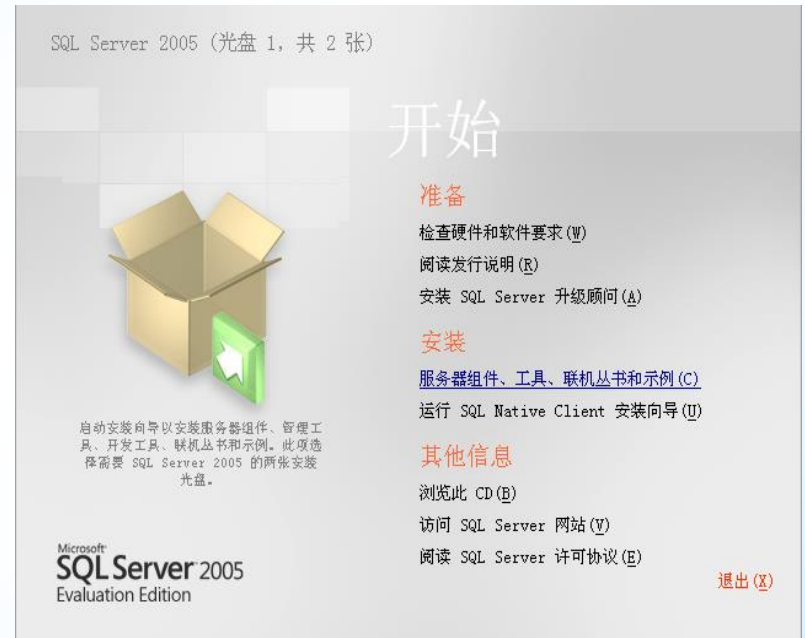 SQL Server 2005 (光盘 1, 共 2 张)
开始
准备
检查硬件和软件要求(W)
阅读发行说明(R)
安装 SQL Server 升级顾问(A)
安装
服务器组件、工具、联机丛书和示例(C)
运行 SQL Native Client 安装向导(U)
启动安装向导以安装服务器组件、管理工
具、开发工具、联机丛书和示例。此项选
择需要 SQL Server 2005 的两张安装
光盘。
其他信息
浏览此 CD(B)
访问 SQL Server 网站(V)
阅读 SQL Server 许可协议(E)
Microsoft
SQL Server 2005
Evaluation Edition
退出(X)